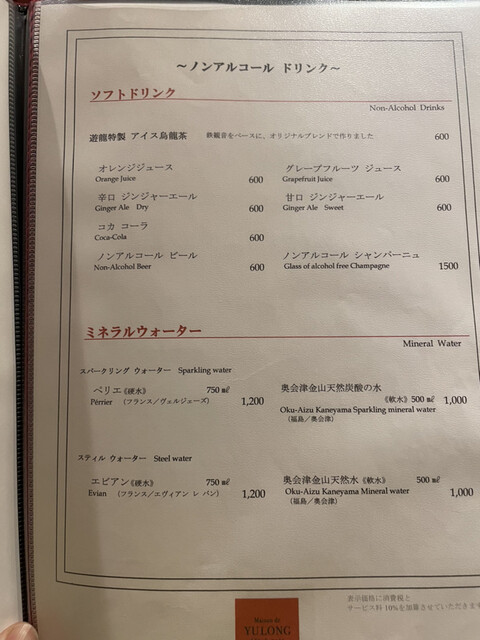 ～ノンアルコール ドリンク～
ソフトドリンク
Non-Alcohol Drinks
遊龍特製 アイス烏龍茶 鉄観音をベースに、オリジナルブレンドで作りました 600
オレンジジュース
Orange Juice 600
グレープフルーツ ジュース
Grapefruit Juice 600
辛口 ジンジャーエール
Ginger Ale Dry 600
甘口 ジンジャーエール
Ginger Ale Sweet 600
コカ コーラ
Coca-Cola 600
ノンアルコール ビール
Non-Alcohol Beer 600
ノンアルコール シャンパーニュ
Glass of alcohol free Champagne 1500
ミネラルウォーター
Mineral Water
スパークリング ウォーター Sparkling water
ペリエ《硬水》 750㎖
Pérrier （フランス／ヴェルジェーズ） 1,200
奥会津金山天然炭酸の水
《軟水》500㎖ 1,000
Oku-Aizu Kaneyama Sparkling mineral water
（福島／奥会津）
スティル ウォーター Steel water
エビアン《硬水》 750㎖
Evian （フランス／エヴィアン レ バン） 1,200
奥会津金山天然水《軟水》 500㎖
Oku-Aizu Kaneyama Mineral water 1,000
（福島／奥会津）
表示価格に消費税と
サービス料10%を加算させていただきます
Maison de
YULONG